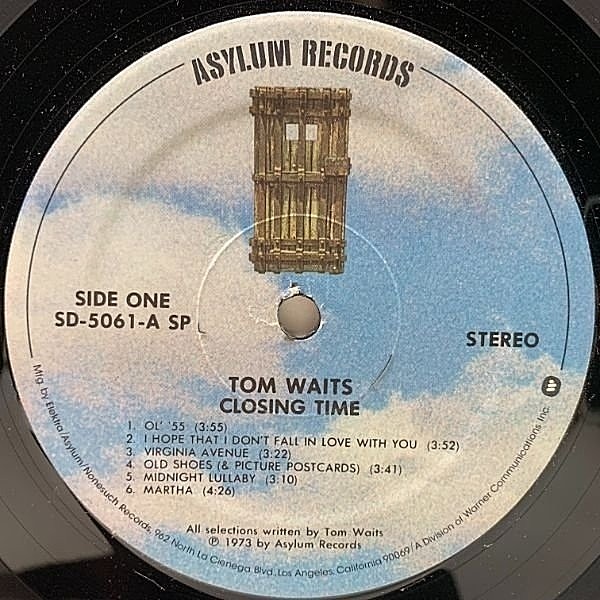 ASYLUM RECORDS
SIDE ONE
SD-5061-A SP
STEREO
TOM WAITS
CLOSING TIME
1. OL' '55 (3:55)
2. I HOPE THAT I DON'T FALL IN LOVE WITH YOU (3:52)
3. VIRGINIA AVENUE (3:22)
4. OLD SHOES (& PICTURE POSTCARDS) (3:41)
5. MIDNIGHT LULLABY (3:10)
6. MARTHA (4:26)
All selections written by Tom Waits
℗ 1973 by Asylum Records
Mfg. by Elektra/Asylum/Nonesuch Records, 962 North La Cienega Blvd., Los Angeles, California 90069/A Division of Warner Communications Inc.